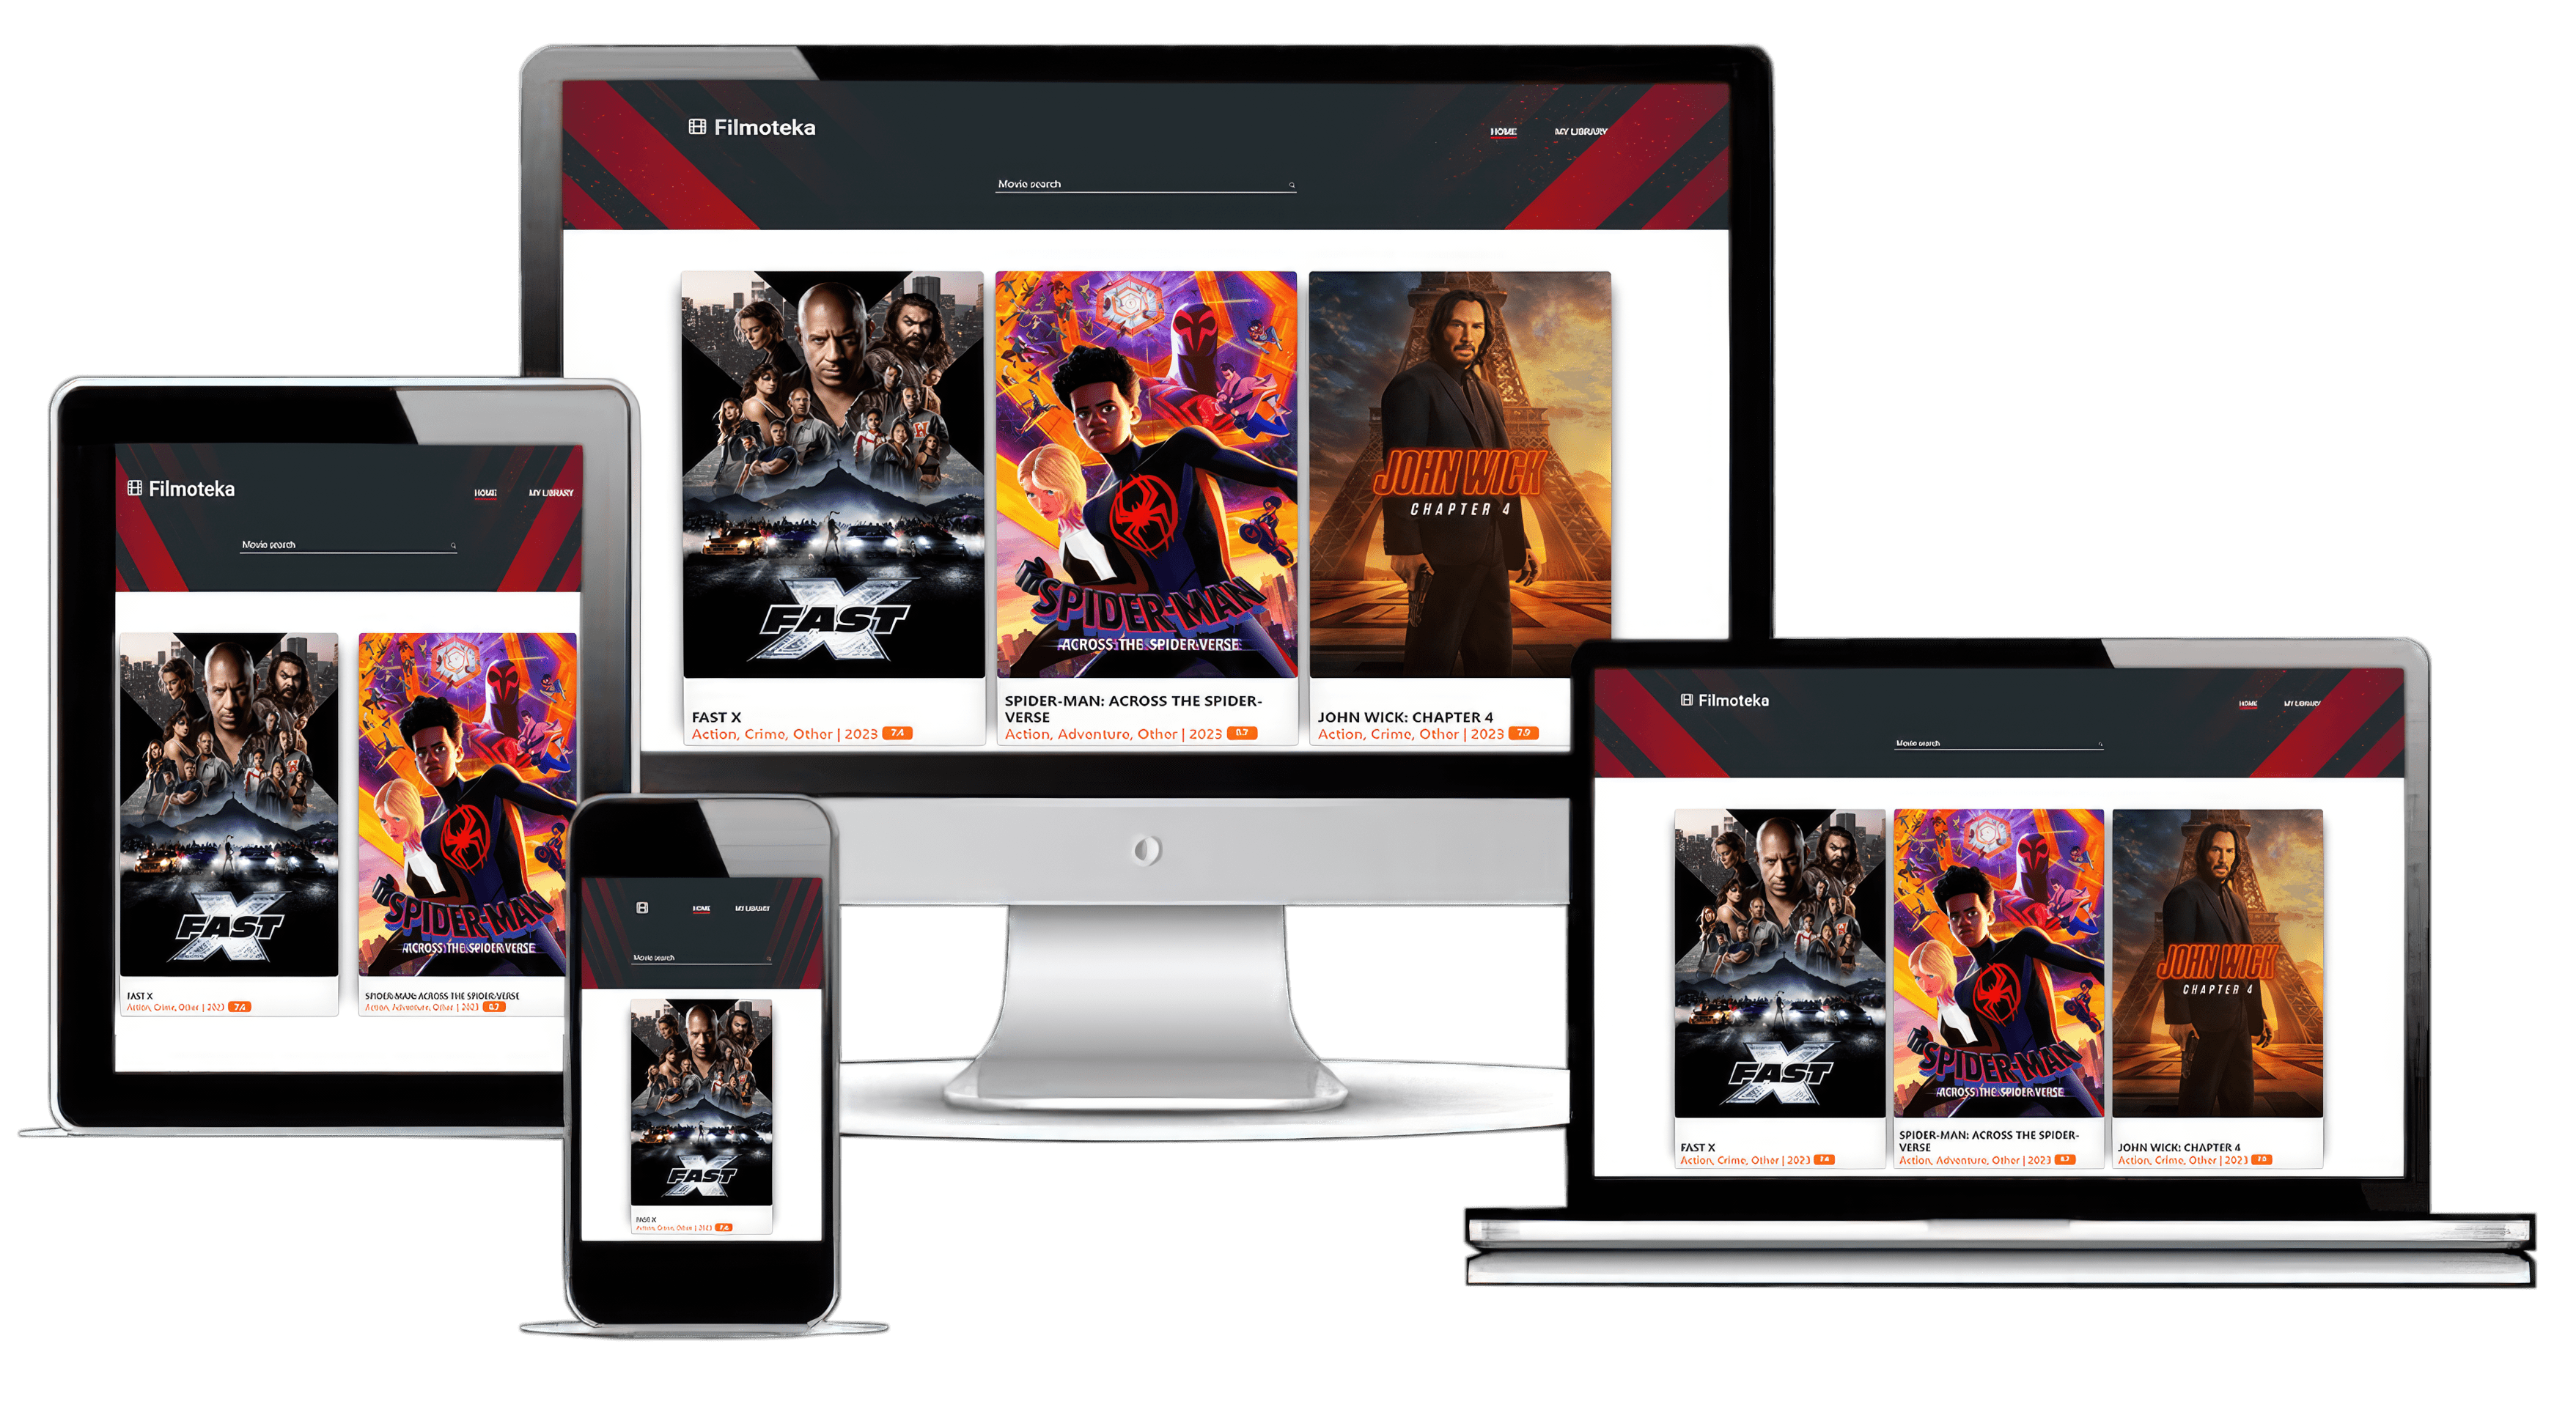 Filmoteka
HOME MY LIBRARY
Movie search
FAST X
SPIDER-MAN
ACROSS THE SPIDER-VERSE
JOHN WICK
CHAPTER 4
FAST X
Action, Crime, Other | 2023 7.4
SPIDER-MAN: ACROSS THE SPIDER-
VERSE
Action, Adventure, Other | 2023 8.7
JOHN WICK: CHAPTER 4
Action, Crime, Other | 2023 7.9
Filmoteka
HOME MY LIBRARY
Movie search
FAST X
SPIDER-MAN
ACROSS THE SPIDER-VERSE
FAST X
Action, Crime, Other | 2023 7.4
SPIDER-MAN: ACROSS THE SPIDER-VERSE
Action, Adventure, Other | 2023 8.7
HOME MY LIBRARY
Movie search
FAST X
FAST X
Action, Crime, Other | 2023 7.4
Filmoteka
HOME MY LIBRARY
Movie search
FAST X
SPIDER-MAN
ACROSS THE SPIDER-VERSE
JOHN WICK
CHAPTER 4
FAST X
Action, Crime, Other | 2023 7.4
SPIDER-MAN: ACROSS THE SPIDER-
VERSE
Action, Adventure, Other | 2023 8.7
JOHN WICK: CHAPTER 4
Action, Crime, Other | 2023 7.9